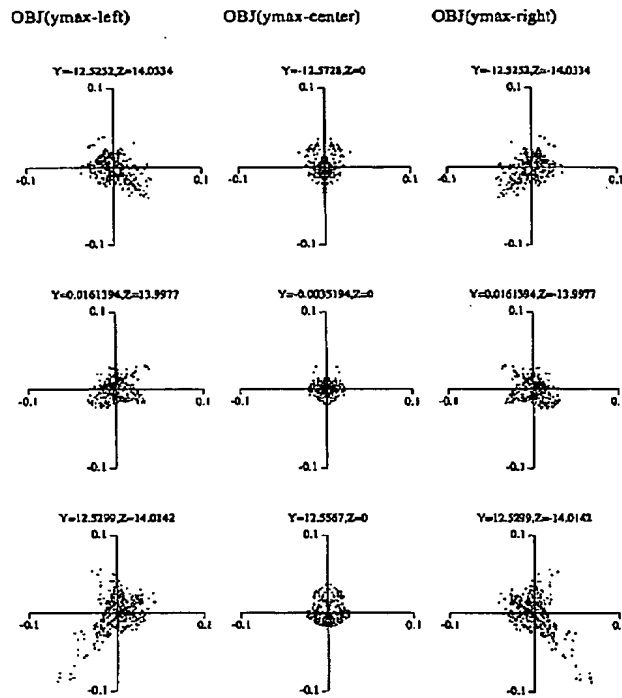 OBJ(ymax-left) OBJ(ymax-center) OBJ(ymax-right)
Y=-12.5252,Z=14.0334 Y=-12.5728,Z=0 Y=-12.5252,Z=-14.0334
0.1 0.1 0.1
-0.1 0.1 -0.1 0.1 0.1
-0.1 -0.1 -0.1
Y=0.0161394,Z=13.9977 Y=-0.0035194,Z=0 Y=0.0161394,Z=-13.9977
0.1 0.1 0.1
-0.1 0.1 -0.1 0.1
-0.1 -0.1
Y=12.5299,Z=14.0142 Y=12.5567,Z=0 Y=12.5299,Z=-14.0142
0.1 0.1 0.1
-0.1 0.1 -0.1 0.1 -0.1
-0.1 -0.1 -0.1